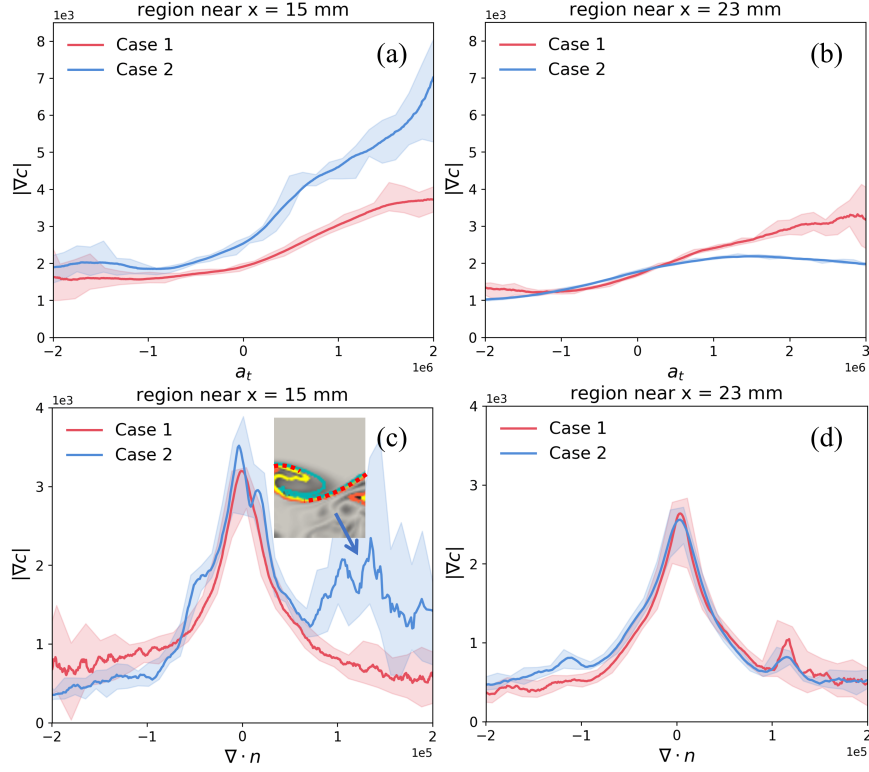 region near x = 15 mm
1e3
Case 1
Case 2
(a)
8
7
6
5
4
3
2
1
0
|∇c|
-2
-1
0
1
2
1e6
a_t
region near x = 23 mm
1e3
Case 1
Case 2
(b)
8
7
6
5
4
3
2
1
0
|∇c|
-2
-1
0
1
2
3
1e6
a_t
region near x = 15 mm
1e3
Case 1
Case 2
(c)
4
3
2
1
0
|∇c|
-2
-1
0
1
2
1e5
∇ · n
region near x = 23 mm
1e3
Case 1
Case 2
(d)
4
3
2
1
0
|∇c|
-2
-1
0
1
2
1e5
∇ · n